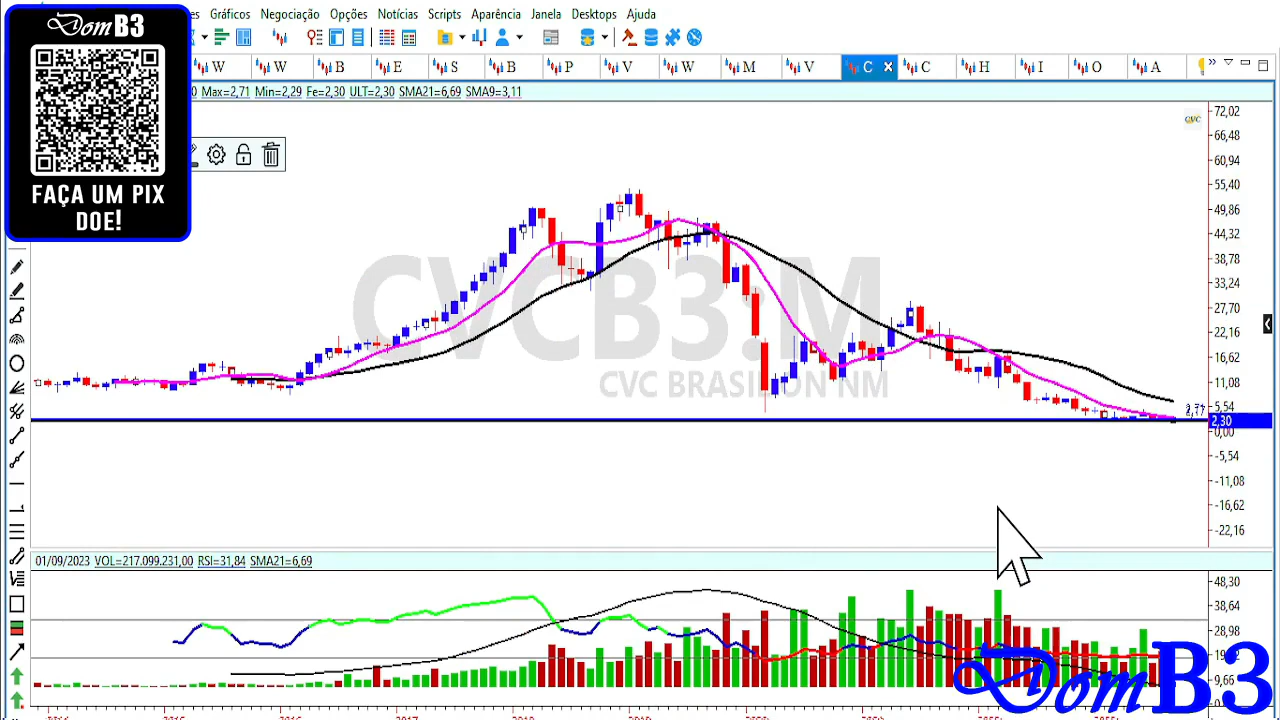 Dom B3
FAÇA UM PIX
DOE!
Gráficos Negociação Opções Notícias Scripts Aparência Janela Desktops Ajuda
W W B E S B P V W M V C C H I O A
Max=2,71 Min=2,29 Fe=2,30 ULT=2,30 SMA21=6,69 SMA9=3,11
CVC
72,02
66,48
60,94
55,40
49,86
44,32
38,78
33,24
27,70
22,16
16,62
11,08
5,54
2,30
0,00
-5,54
-11,08
-16,62
-22,16
CVCB3:M
CVC BRASIL ON NM
01/09/2023 VOL=217.099.231,00 RSI=31,84 SMA21=6,69
48,30
38,64
28,98
9,66
Dom B3